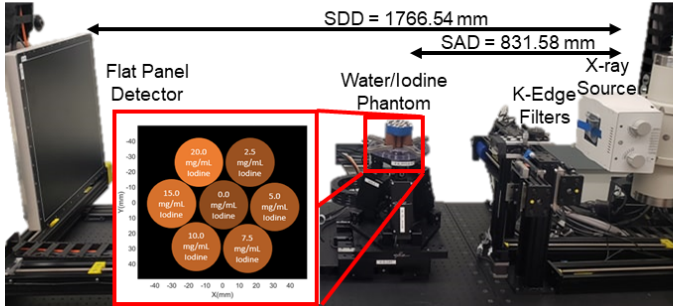 SDD = 1766.54 mm
SAD = 831.58 mm
X-ray
Source
Flat Panel
Detector
Water/Iodine
Phantom
K-Edge
Filters
20.0
mg/mL
Iodine
2.5
mg/mL
Iodine
15.0
mg/mL
Iodine
0.0
mg/mL
Iodine
5.0
mg/mL
Iodine
10.0
mg/mL
Iodine
7.5
mg/mL
Iodine
Y(mm)
-40
-30
-20
-10
0
10
20
30
40
-40
-30
-20
-10
0
10
20
30
40
X(mm)